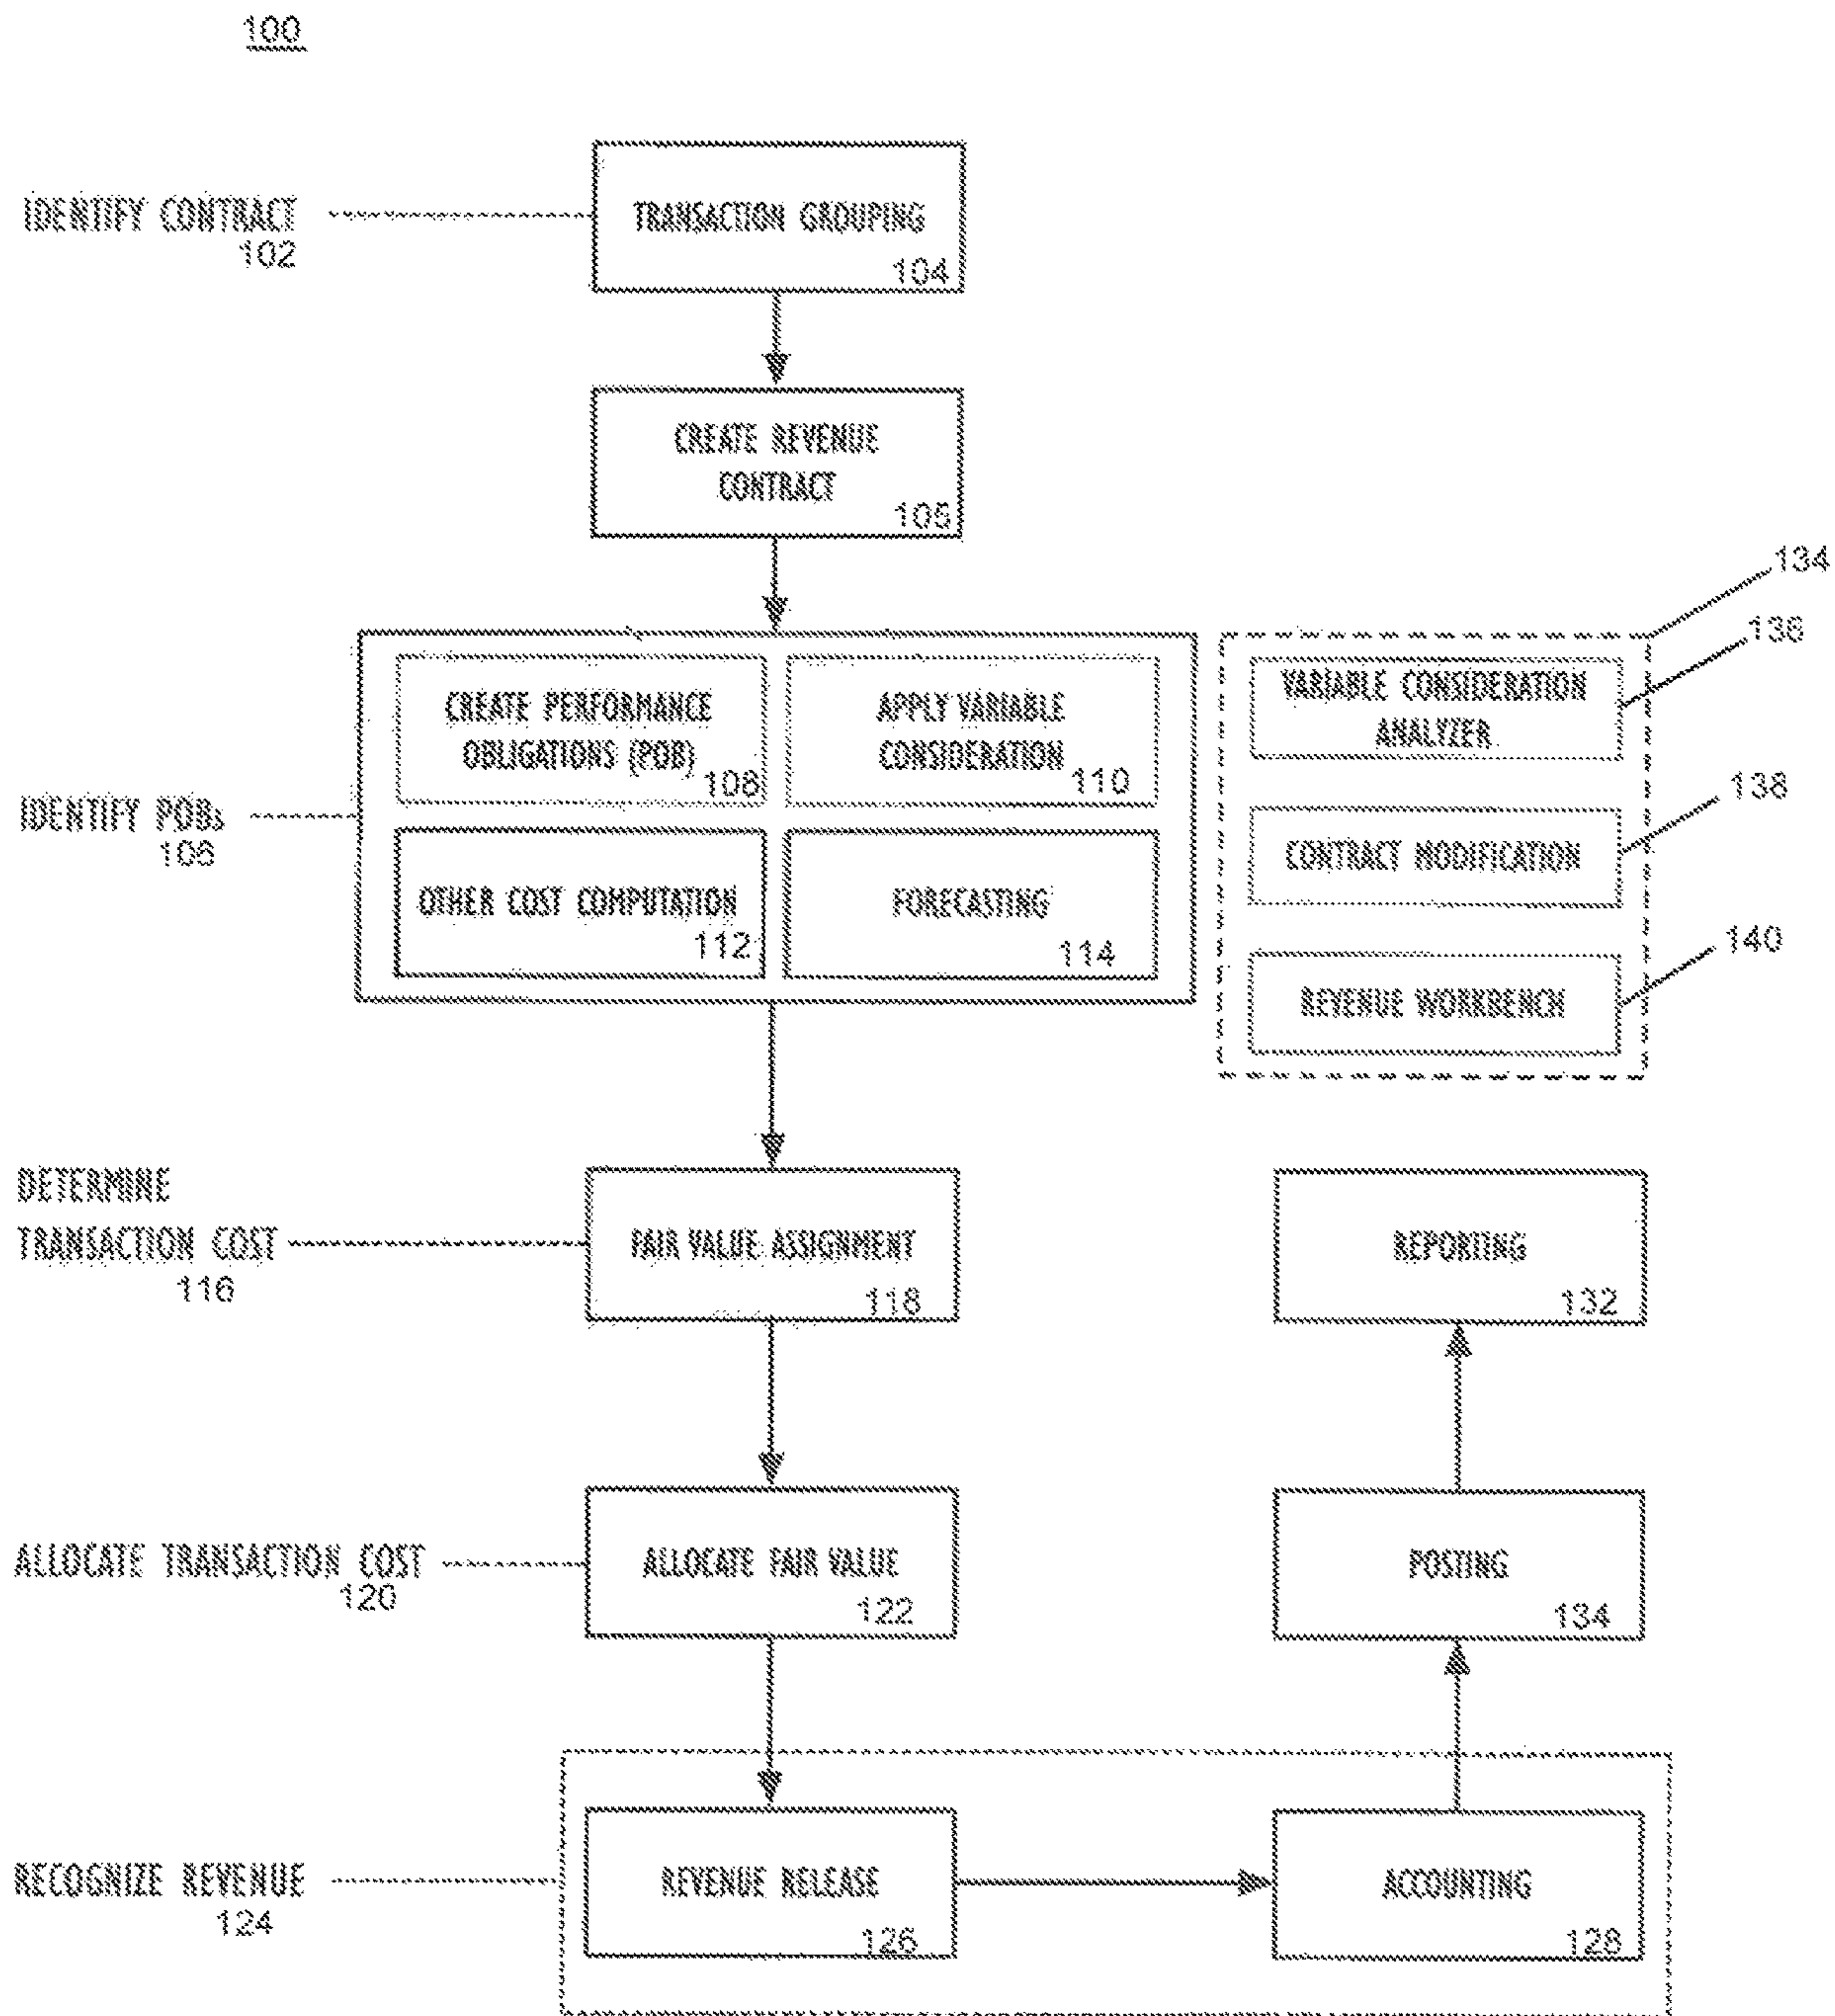 100
IDENTIFY CONTRACT
102
TRANSACTION GROUPING
104
CREATE REVENUE
CONTRACT
105
134
136
138
140
IDENTIFY POBs
106
CREATE PERFORMANCE
OBLIGATIONS (POB)
108
APPLY VARIABLE
CONSIDERATION
110
OTHER COST COMPUTATION
112
FORECASTING
114
VARIABLE CONSIDERATION
ANALYZER
CONTRACT MODIFICATION
REVENUE WORKBENCH
DETERMINE
TRANSACTION COST
116
FAIR VALUE ASSIGNMENT
118
REPORTING
132
ALLOCATE TRANSACTION COST
120
ALLOCATE FAIR VALUE
122
POSTING
134
RECOGNIZE REVENUE
124
REVENUE RELEASE
126
ACCOUNTING
128